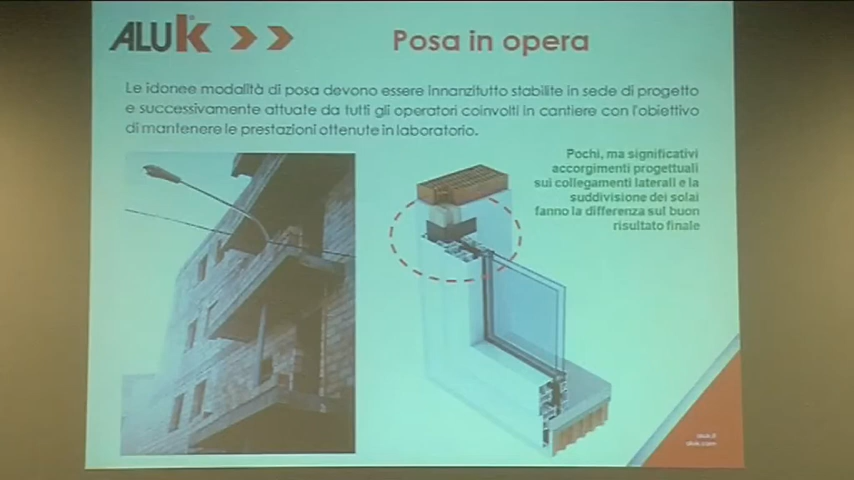 ALUK
Posa in opera
Le idonee modalità di posa devono essere innanzitutto stabilite in sede di progetto
e successivamente attuate da tutti gli operatori coinvolti in cantiere con l'obiettivo
di mantenere le prestazioni ottenute in laboratorio.
Pochi, ma significativi
accorgimenti progettuali
sui collegamenti laterali e la
suddivisione dei solai
fanno la differenza sul buon
risultato finale